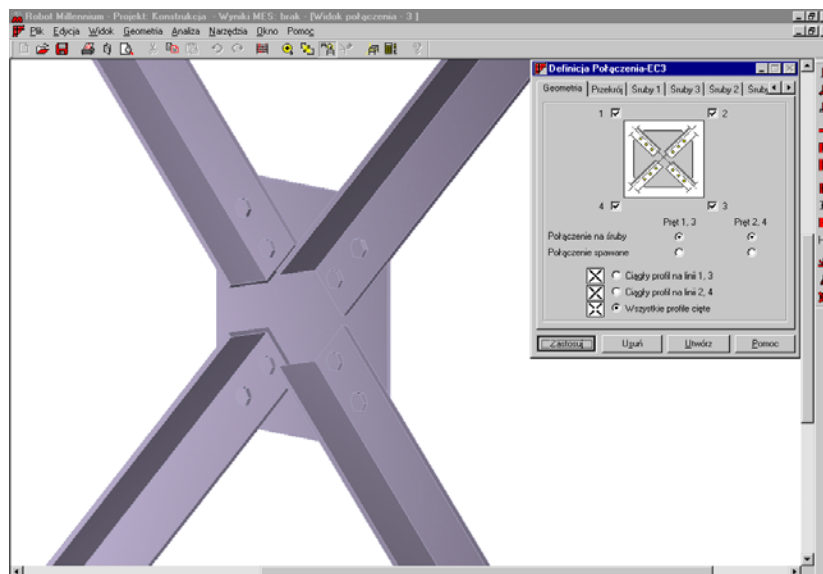 Robot Millennium - Projekt: Konstrukcja - Wyniki MES: brak - [Widok połączenia - 3 ]
Plik Edycja Widok Geometria Analiza Narzędzia Okno Pomoc
Definicja Połączenia-EC3
Geometria Przekrój Śruby 1 Śruby 3 Śruby 2 Śruby
1 2
4 3
Pręt 1, 3 Pręt 2, 4
Połączenie na śruby
Połączenie spawane
Ciągły profil na linii 1, 3
Ciągły profil na linii 2, 4
Wszystkie profile cięte
Zastosuj Usuń Utwórz Pomoc